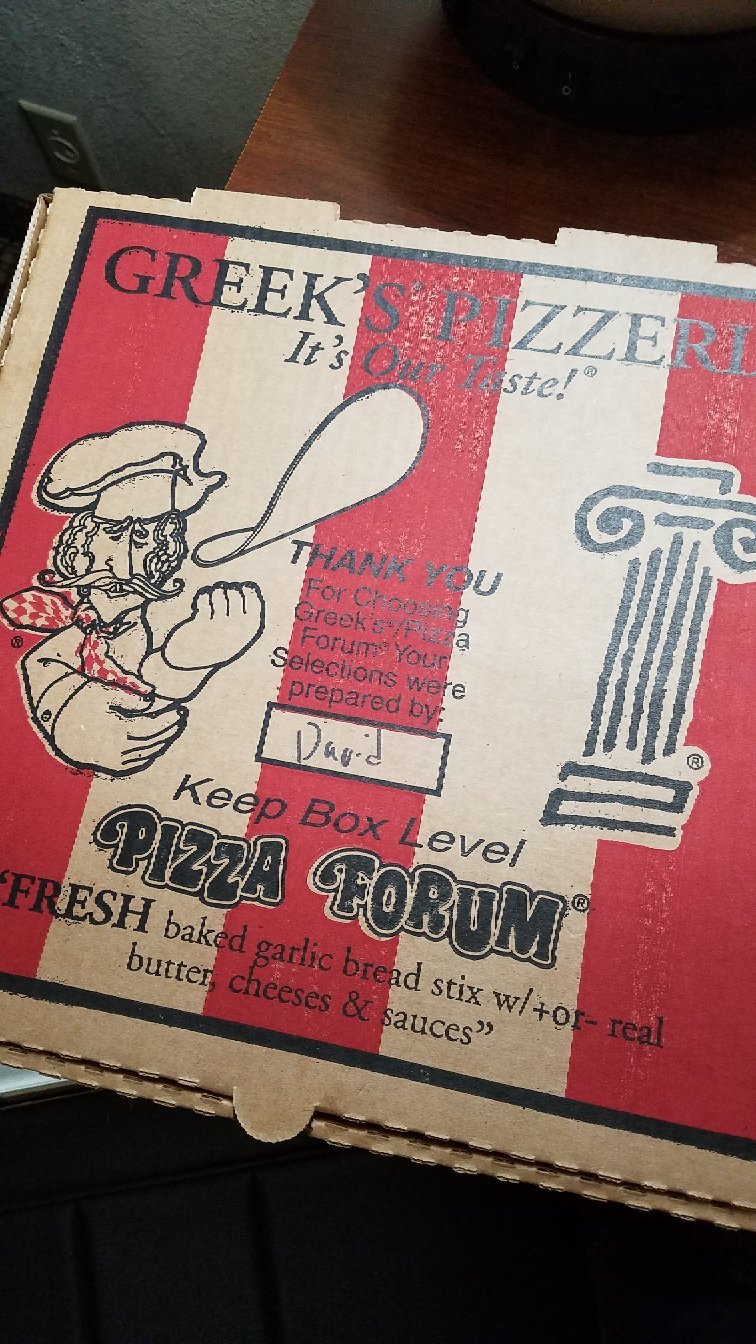 GREEK'S PIZZERI
It's Our Taste!®
THANK YOU
For Choosing
Greek's®/Pizza
Forum® Your
Selections were
prepared by:
David
®
®
Keep Box Level
PIZZA FORUM®
"FRESH baked garlic bread stix w/+or- real
butter, cheeses & sauces"